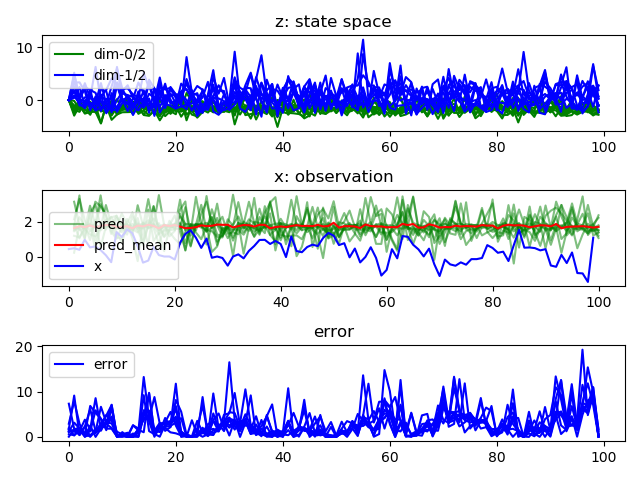 z: state space
10
0
dim-0/2
dim-1/2
0 20 40 60 80 100
x: observation
2
0
pred
pred_mean
x
0 20 40 60 80 100
error
20
10
0
error
0 20 40 60 80 100